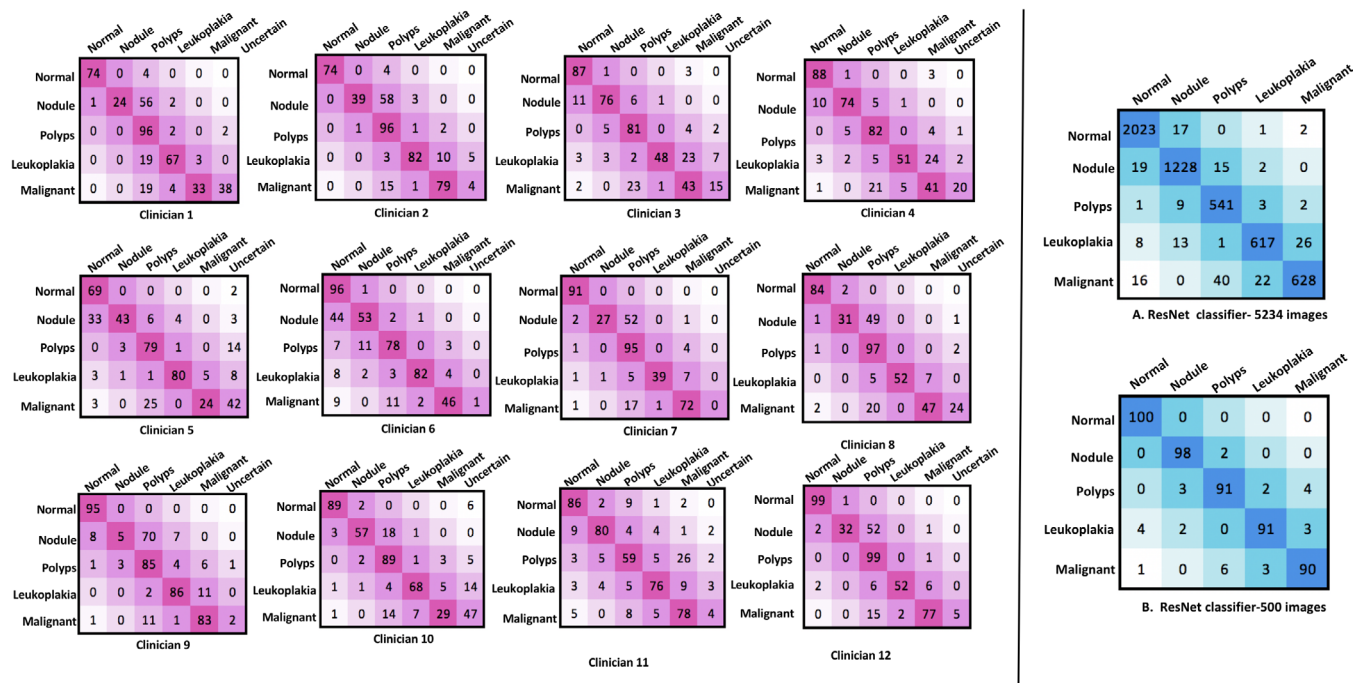 Normal Nodule Polyps Leukoplakia Malignant Uncertain
Normal 74 0 4 0 0 0
Nodule 1 24 56 2 0 0
Polyps 0 0 96 2 0 2
Leukoplakia 0 0 19 67 3 0
Malignant 0 0 19 4 33 38
Clinician 1
Normal Nodule Polyps Leukoplakia Malignant Uncertain
Normal 74 0 4 0 0 0
Nodule 0 39 58 3 0 0
Polyps 0 1 96 1 0 0
Leukoplakia 0 0 3 82 10 5
Malignant 0 0 15 1 79 4
Clinician 2
Normal Nodule Polyps Leukoplakia Malignant Uncertain
Normal 87 1 0 0 3 0
Nodule 11 76 6 1 0 0
Polyps 0 5 81 0 4 2
Leukoplakia 3 3 2 48 23 7
Malignant 2 0 23 1 43 15
Clinician 3
Normal Nodule Polyps Leukoplakia Malignant Uncertain
Normal 88 1 0 0 3 0
Nodule 10 74 5 1 0 0
Polyps 0 5 82 0 4 1
Leukoplakia 3 2 5 51 24 2
Malignant 1 0 21 5 41 20
Clinician 4
Normal Nodule Polyps Leukoplakia Malignant Uncertain
Normal 69 0 0 0 0 2
Nodule 33 43 6 4 0 3
Polyps 0 3 79 1 0 14
Leukoplakia 3 1 1 80 5 8
Malignant 3 0 25 0 24 42
Clinician 5
Normal Nodule Polyps Leukoplakia Malignant Uncertain
Normal 96 1 0 0 0 0
Nodule 44 53 2 1 0 0
Polyps 7 11 78 0 3 0
Leukoplakia 8 2 3 82 4 0
Malignant 9 0 11 2 46 1
Clinician 6
Normal Nodule Polyps Leukoplakia Malignant Uncertain
Normal 91 0 0 0 0 0
Nodule 2 27 52 0 0 0
Polyps 1 0 95 0 4 0
Leukoplakia 1 1 5 39 7 0
Malignant 1 0 17 1 72 0
Clinician 7
Normal Nodule Polyps Leukoplakia Malignant Uncertain
Normal 84 2 0 0 0 0
Nodule 1 31 49 0 0 1
Polyps 1 0 97 0 0 2
Leukoplakia 0 0 5 52 7 0
Malignant 2 0 20 0 47 24
Clinician 8
Normal Nodule Polyps Leukoplakia Malignant Uncertain
Normal 95 0 0 0 0 0
Nodule 8 5 70 7 0 0
Polyps 1 3 85 4 6 1
Leukoplakia 0 0 2 86 11 0
Malignant 1 0 11 1 83 2
Clinician 9
Normal Nodule Polyps Leukoplakia Malignant Uncertain
Normal 89 2 0 0 0 6
Nodule 3 57 18 1 0 0
Polyps 0 2 89 1 3 5
Leukoplakia 1 1 4 68 5 14
Malignant 1 0 14 7 29 47
Clinician 10
Normal Nodule Polyps Leukoplakia Malignant Uncertain
Normal 86 2 9 1 2 0
Nodule 9 80 4 4 1 2
Polyps 3 5 59 5 26 2
Leukoplakia 3 4 5 76 9 3
Malignant 5 0 8 5 78 4
Clinician 11
Normal Nodule Polyps Leukoplakia Malignant Uncertain
Normal 99 1 0 0 0 0
Nodule 2 32 52 0 1 0
Polyps 0 0 99 0 1 0
Leukoplakia 2 0 6 52 6 0
Malignant 0 0 15 2 77 5
Clinician 12
Normal Nodule Polyps Leukoplakia Malignant
Normal 2023 17 0 1 2
Nodule 19 1228 15 2 0
Polyps 1 9 541 3 2
Leukoplakia 8 13 1 617 26
Malignant 16 0 40 22 628
A. ResNet classifier- 5234 images
Normal Nodule Polyps Leukoplakia Malignant
Normal 100 0 0 0 0
Nodule 0 98 2 0 0
Polyps 0 3 91 2 4
Leukoplakia 4 2 0 91 3
Malignant 1 0 6 3 90
B. ResNet classifier-500 images